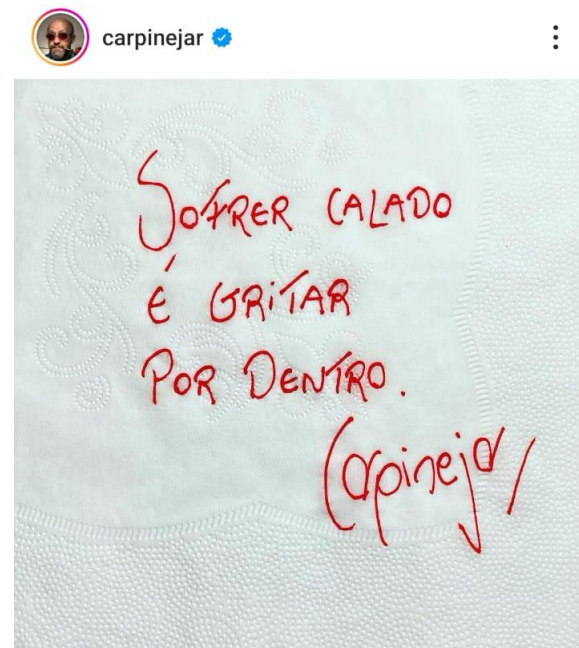 carpinejar
SOFRER CALADO
É GRITAR
POR DENTRO.
Carpinejar